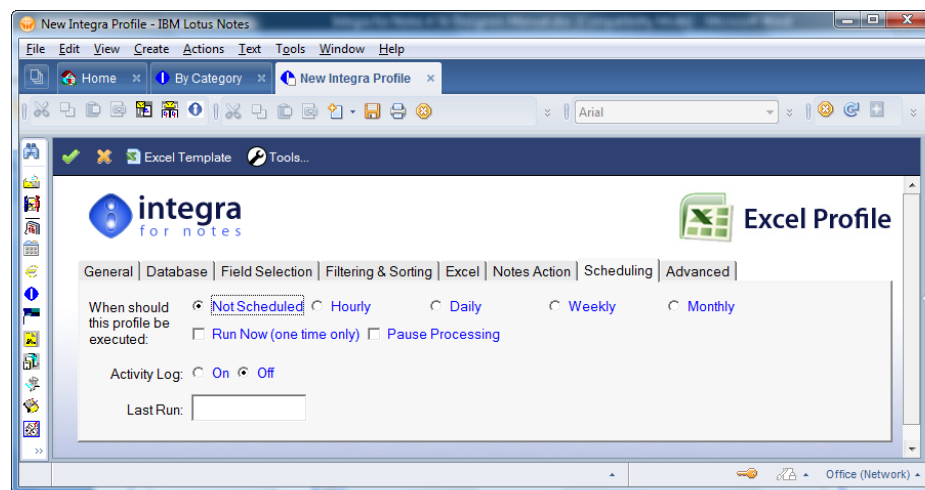 New Integra Profile - IBM Lotus Notes
File Edit View Create Actions Text Tools Window Help
Home By Category New Integra Profile
Arial
Excel Template Tools...
integra
for notes
Excel Profile
General Database Field Selection Filtering & Sorting Excel Notes Action Scheduling Advanced
When should this profile be executed:
Not Scheduled Hourly Daily Weekly Monthly
Run Now (one time only) Pause Processing
Activity Log: On Off
Last Run:
Office (Network)